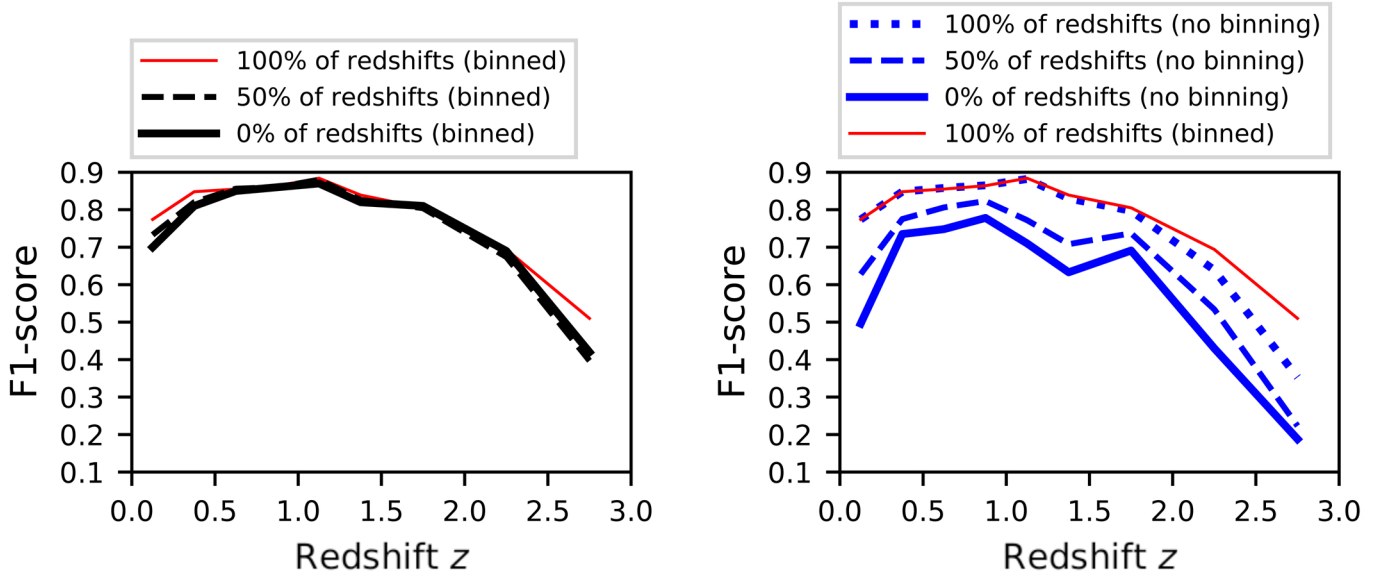 100% of redshifts (binned)
50% of redshifts (binned)
0% of redshifts (binned)
0.9
0.8
0.7
0.6
0.5
0.4
0.3
0.2
0.1
F1-score
0.0 0.5 1.0 1.5 2.0 2.5 3.0
Redshift z
100% of redshifts (no binning)
50% of redshifts (no binning)
0% of redshifts (no binning)
100% of redshifts (binned)
0.9
0.8
0.7
0.6
0.5
0.4
0.3
0.2
0.1
F1-score
0.0 0.5 1.0 1.5 2.0 2.5 3.0
Redshift z